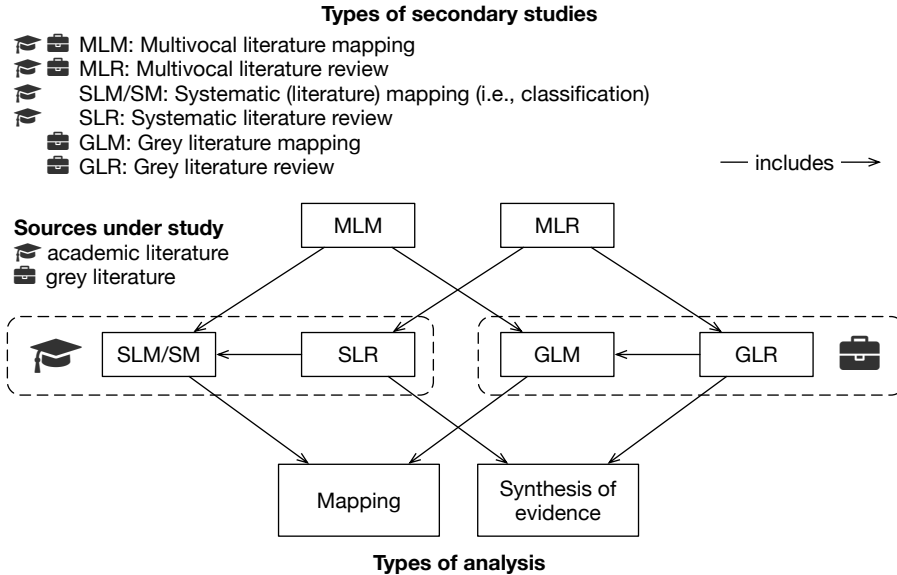 Types of secondary studies
MLM: Multivocal literature mapping
MLR: Multivocal literature review
SLM/SM: Systematic (literature) mapping (i.e., classification)
SLR: Systematic literature review
GLM: Grey literature mapping
GLR: Grey literature review
includes
Sources under study
academic literature
grey literature
MLM
MLR
SLM/SM
SLR
GLM
GLR
Mapping
Synthesis of
evidence
Types of analysis